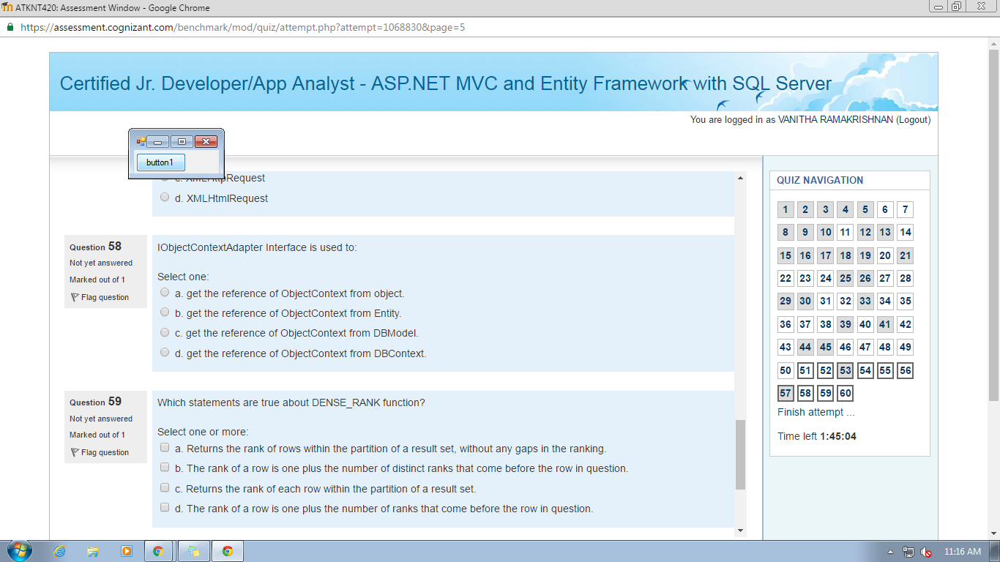 ATKNT420: Assessment Window - Google Chrome
https://assessment.cognizant.com/benchmark/mod/quiz/attempt.php?attempt=1068830&page=5
Certified Jr. Developer/App Analyst - ASP.NET MVC and Entity Framework with SQL Server
You are logged in as VANITHA RAMAKRISHNAN (Logout)
button1
c. XMLHttpRequest
d. XMLHtmlRequest
Question 58
Not yet answered
Marked out of 1
Flag question
IObjectContextAdapter Interface is used to:
Select one:
a. get the reference of ObjectContext from object.
b. get the reference of ObjectContext from Entity.
c. get the reference of ObjectContext from DBModel.
d. get the reference of ObjectContext from DBContext.
Question 59
Not yet answered
Marked out of 1
Flag question
Which statements are true about DENSE_RANK function?
Select one or more:
a. Returns the rank of rows within the partition of a result set, without any gaps in the ranking.
b. The rank of a row is one plus the number of distinct ranks that come before the row in question.
c. Returns the rank of each row within the partition of a result set.
d. The rank of a row is one plus the number of ranks that come before the row in question.
QUIZ NAVIGATION
1 2 3 4 5 6 7
8 9 10 11 12 13 14
15 16 17 18 19 20 21
22 23 24 25 26 27 28
29 30 31 32 33 34 35
36 37 38 39 40 41 42
43 44 45 46 47 48 49
50 51 52 53 54 55 56
57 58 59 60
Finish attempt ...
Time left 1:45:04
11:16 AM